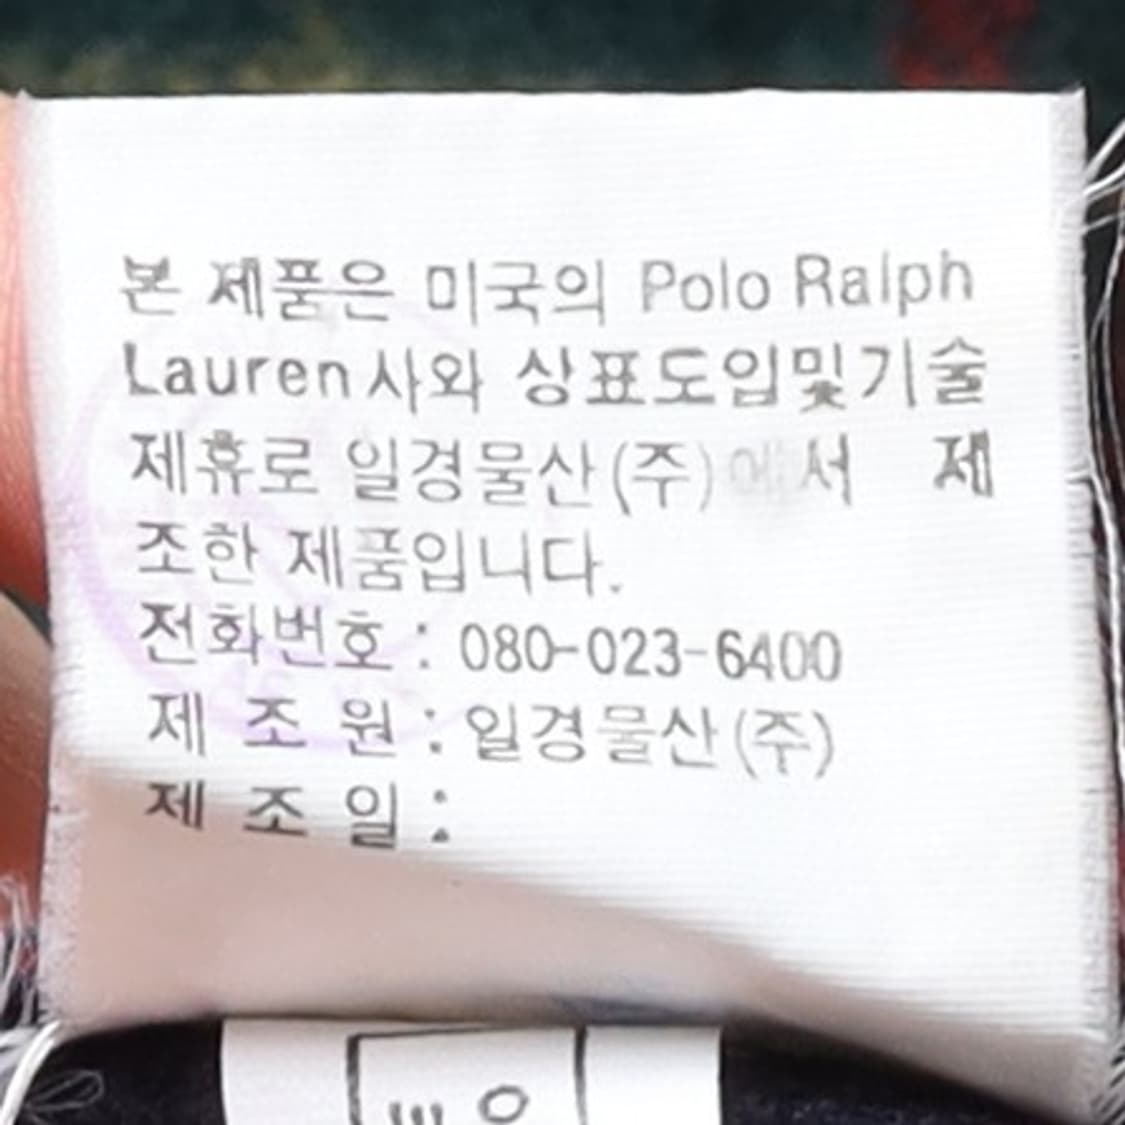 본 제품은 미국의 Polo Ralph
Lauren사와 상표도입및기술
제휴로 일경물산(주)에서 제
조한 제품입니다.
전화번호 : 080-023-6400
제 조 원 : 일경물산(주)
제 조 일 :